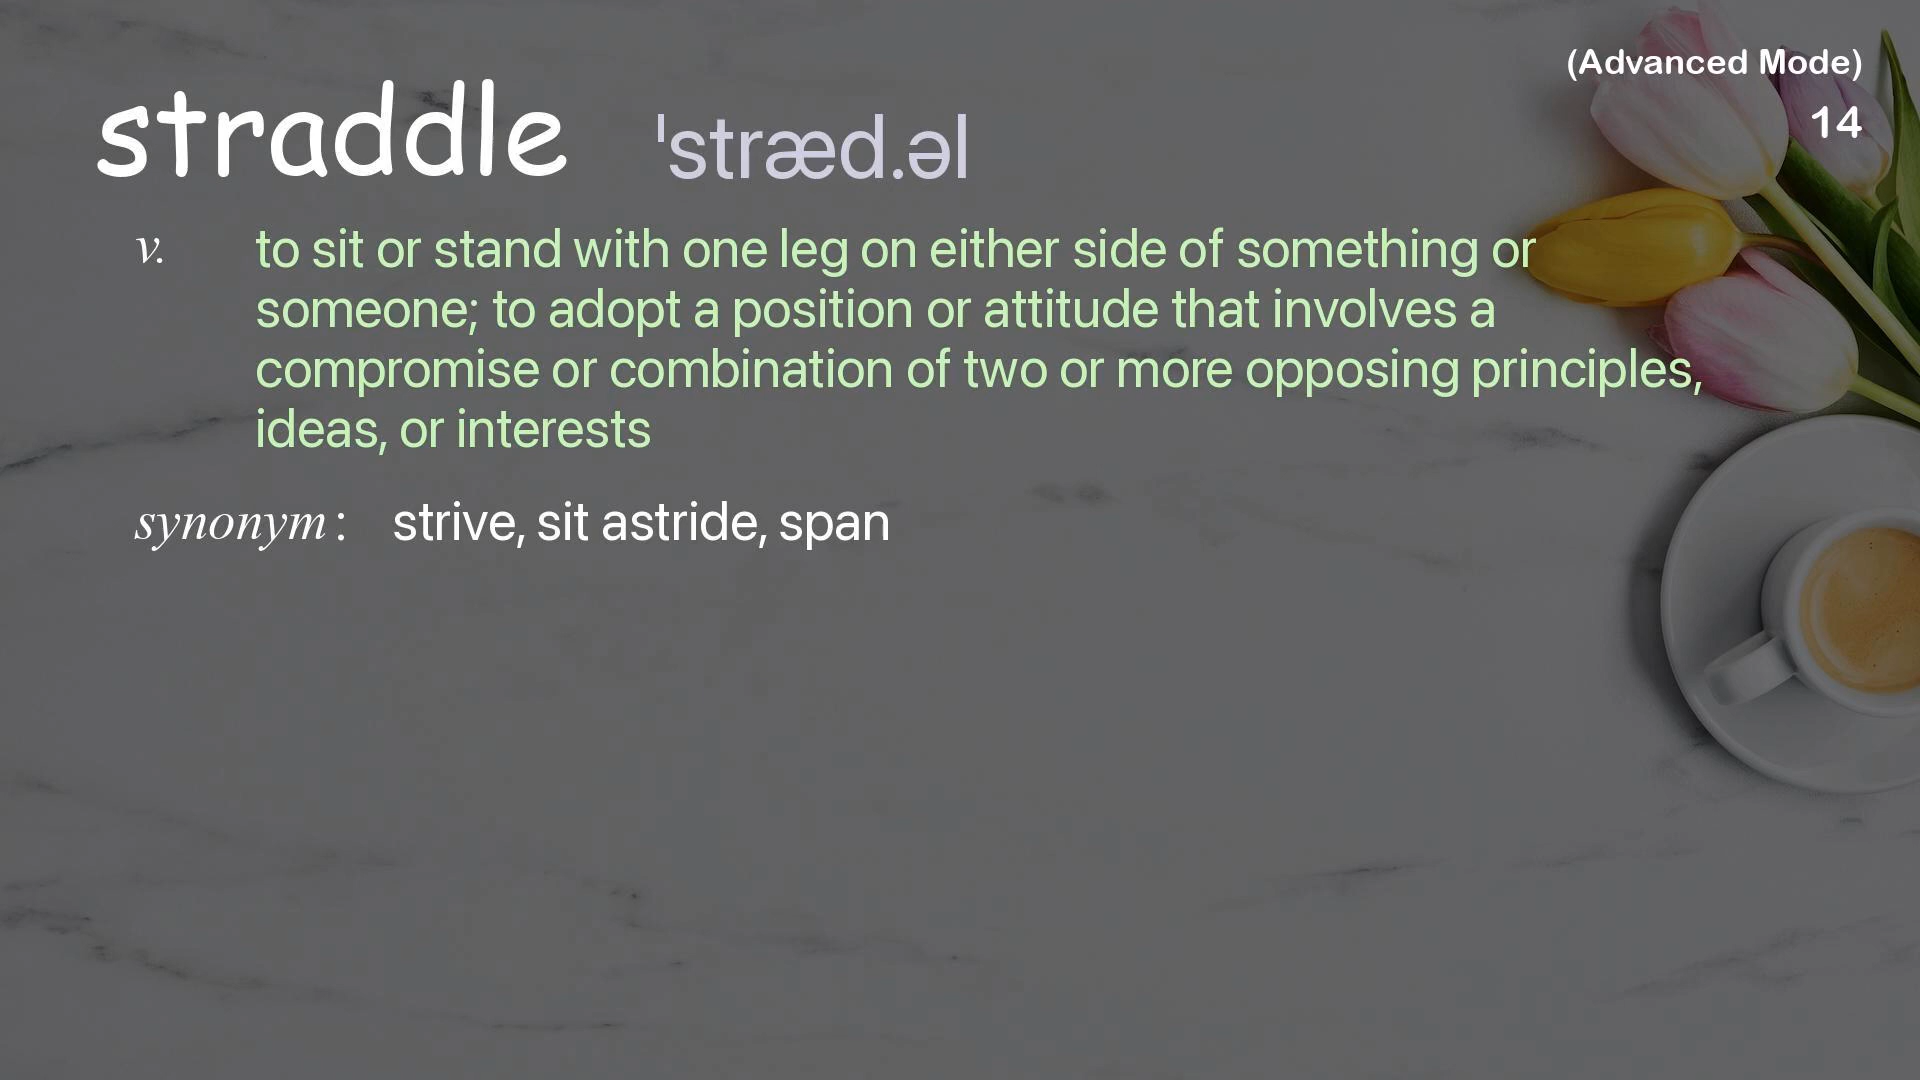 (Advanced Mode)
14
straddle ˈstræd.əl
v. to sit or stand with one leg on either side of something or
someone; to adopt a position or attitude that involves a
compromise or combination of two or more opposing principles,
ideas, or interests
synonym : strive, sit astride, span